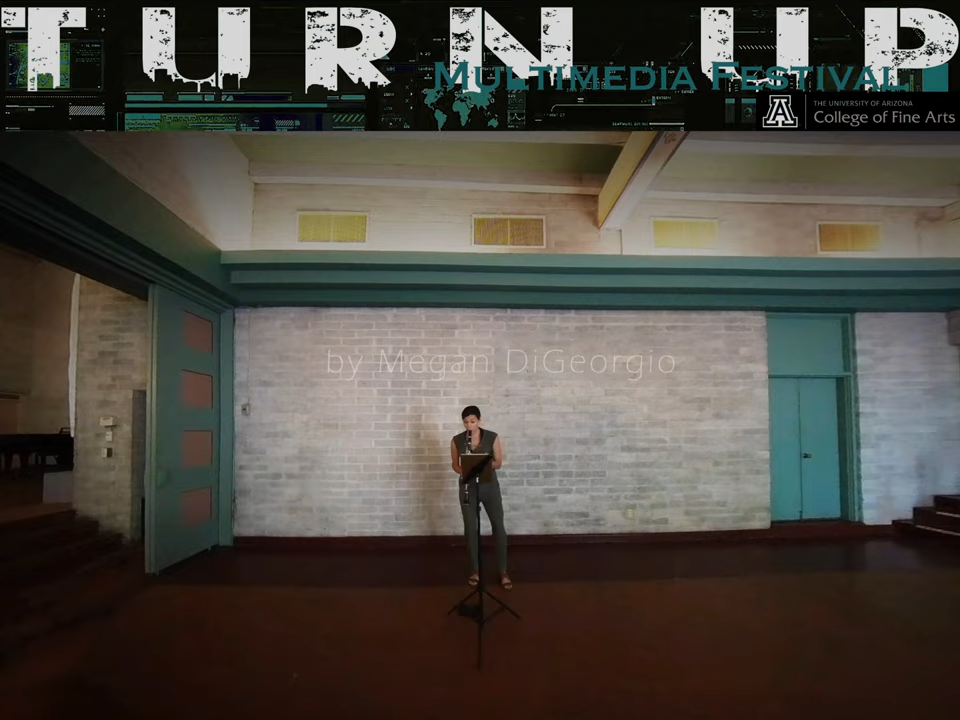 TURN UP
MULTIMEDIA FESTIVAL
THE UNIVERSITY OF ARIZONA
College of Fine Arts
by Megan DiGeorgio